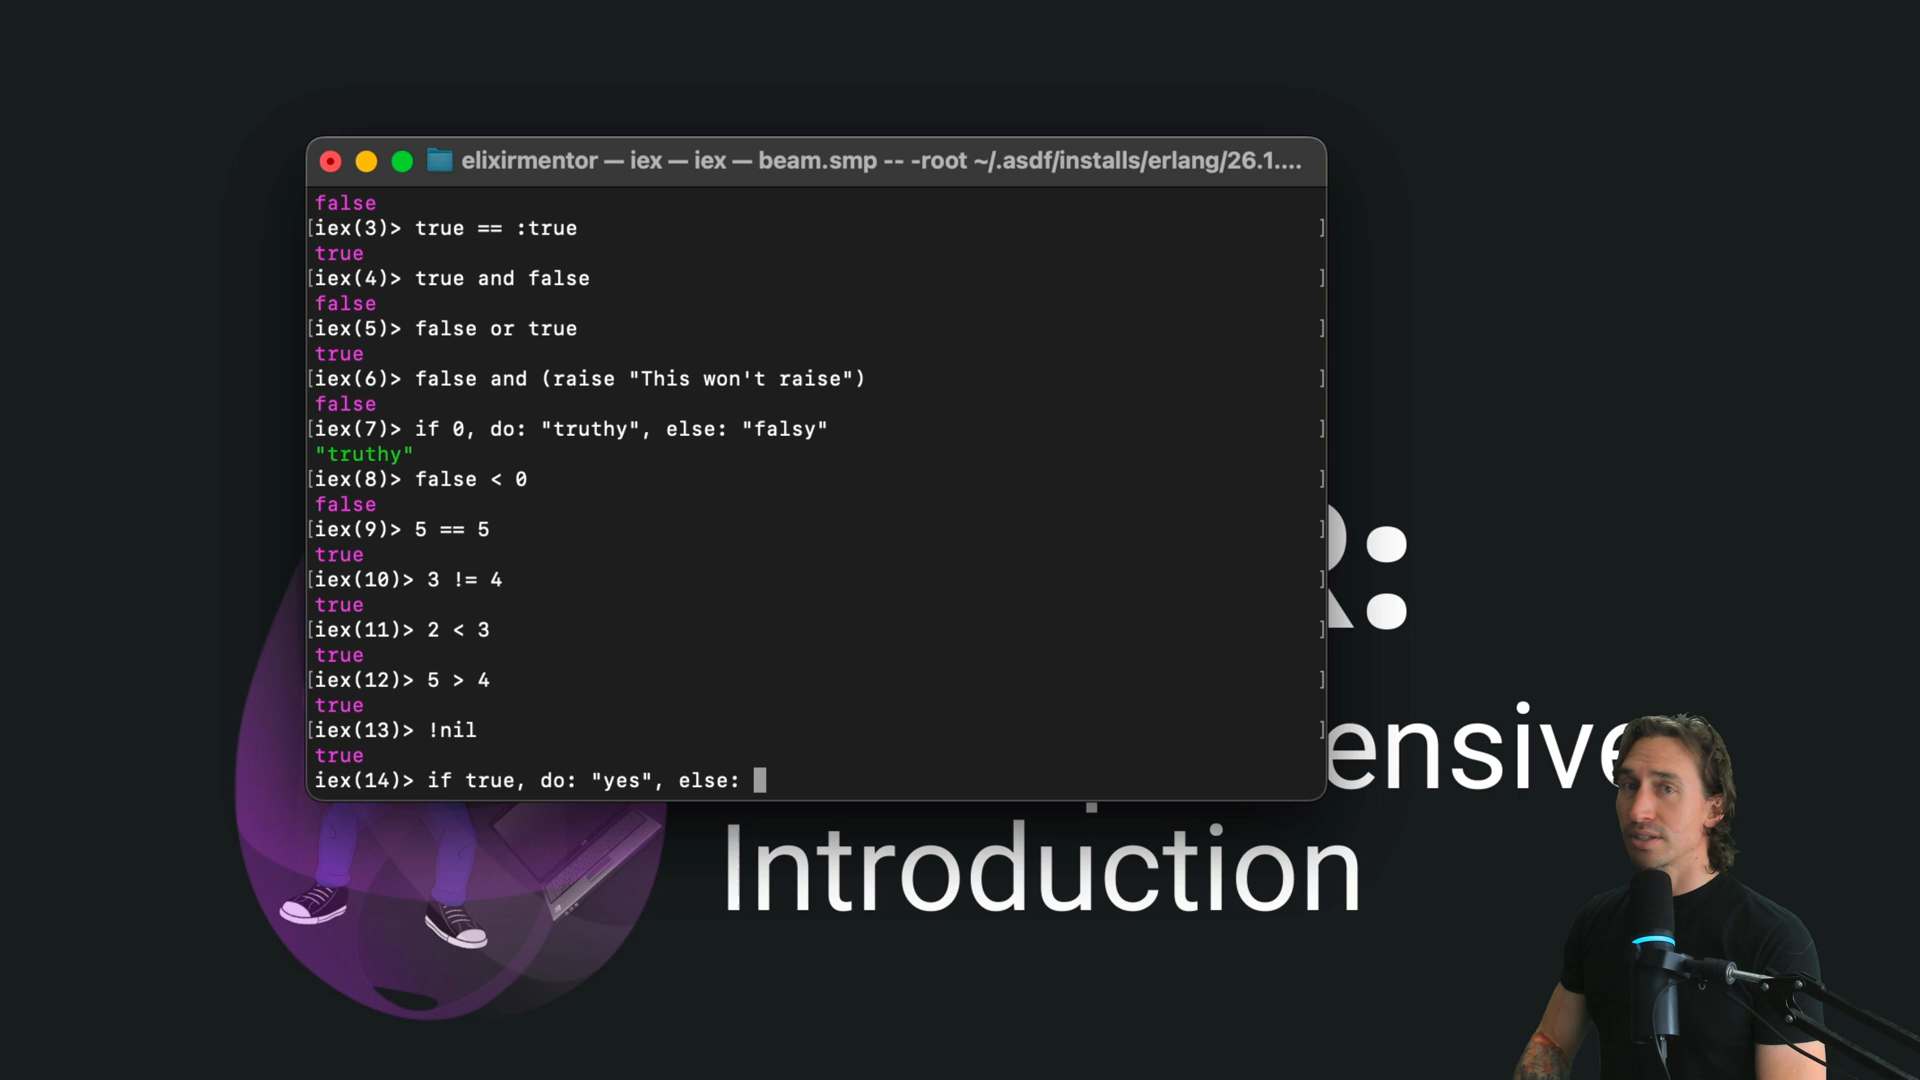 elixirmentor — iex — iex — beam.smp -- -root ~/.asdf/installs/erlang/26.1....
false
[iex(3)> true == :true ]
true
[iex(4)> true and false ]
false
[iex(5)> false or true ]
true
[iex(6)> false and (raise "This won't raise") ]
false
[iex(7)> if 0, do: "truthy", else: "falsy" ]
"truthy"
[iex(8)> false < 0 ]
false
[iex(9)> 5 == 5 ]
true
[iex(10)> 3 != 4 ]
true
[iex(11)> 2 < 3 ]
true
[iex(12)> 5 > 4 ]
true
[iex(13)> !nil ]
true
iex(14)> if true, do: "yes", else:
R:
ensive
Introduction